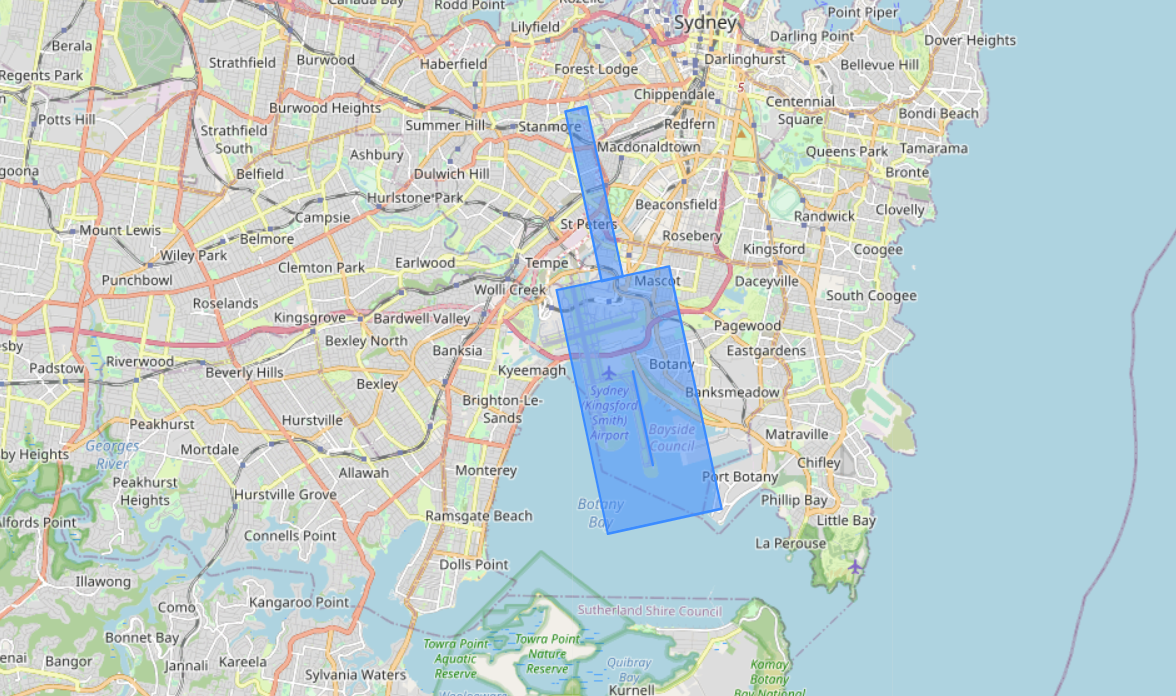 Canada Bay
Rodd Point
Rozelle
Point Piper
Sydney
Lilyfield
Darling Point
Dover Heights
Berala
Strathfield
Burwood
Haberfield
Forest Lodge
Darlinghurst
Bellevue Hill
Regents Park
Chippendale
5
Burwood Heights
Centennial
Square
Bondi Beach
Potts Hill
Strathfield
South
Summer Hill
Stanmore
Redfern
Macdonaldtown
Queens Park
Tamarama
Ashbury
Belfield
Dulwich Hill
Bronte
Hurlstone Park
Beaconsfield
Clovelly
Campsie
St Peters
Randwick
Mount Lewis
Belmore
Rosebery
Kingsford
Coogee
Wiley Park
Clemton Park
Earlwood
Tempe
Punchbowl
Wolli Creek
Mascot
Daceyville
South Coogee
Roselands
Kingsgrove
Bardwell Valley
Pagewood
Bexley North
Banksia
Eastgardens
Riverwood
Padstow
Beverly Hills
Kyeemagh
Botany
Bexley
Sydney
Kingsford
Smith)
Airport
Banksmeadow
Brighton-Le-
Sands
Peakhurst
Hurstville
Bayside
Council
Matraville
Georges
River
Mortdale
Allawah
Monterey
Chifley
by Heights
Peakhurst
Heights
Port Botany
Hurstville Grove
Phillip Bay
Botany
Bay
lfords Point
Connells Point
Ramsgate Beach
Little Bay
La Perouse
Dolls Point
Illawong
Como
Kangaroo Point
Sutherland Shire Council
Bonnet Bay
Towra Point
Aquatic
Reserve
Towra Point
Nature
Reserve
Bangor
Jannali
Kareela
Sylvania Waters
Quibray
Bay
Kurnell
Kamay
Botany
Bay National